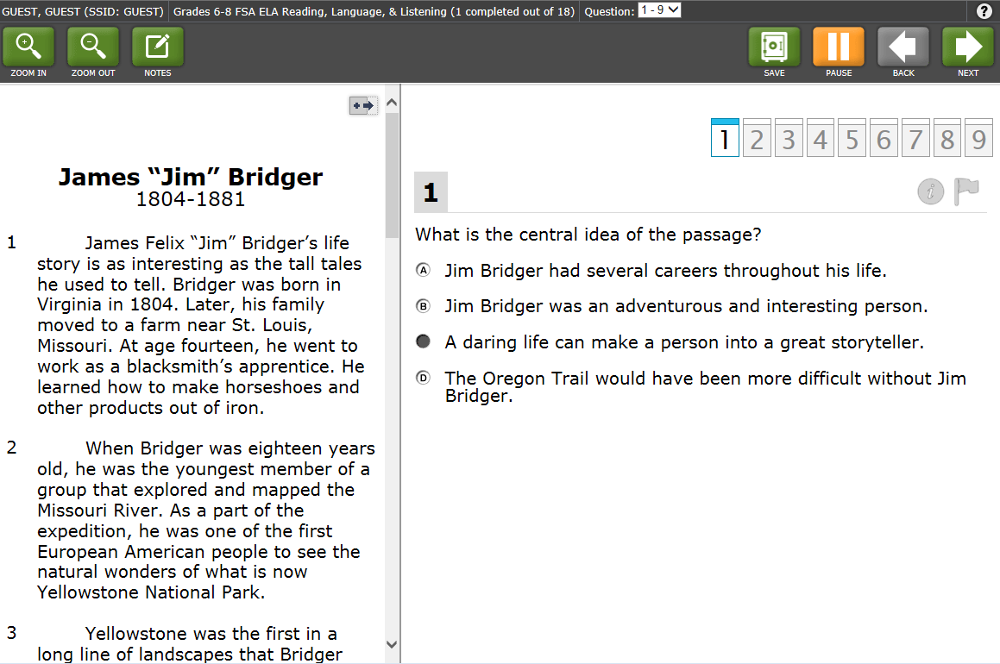 GUEST, GUEST (SSID: GUEST) Grades 6-8 FSA ELA Reading, Language, & Listening (1 completed out of 18) Question: 1 - 9 ?
ZOOM IN ZOOM OUT NOTES SAVE PAUSE BACK NEXT
James “Jim” Bridger
1804-1881
1 James Felix “Jim” Bridger’s life
story is as interesting as the tall tales
he used to tell. Bridger was born in
Virginia in 1804. Later, his family
moved to a farm near St. Louis,
Missouri. At age fourteen, he went to
work as a blacksmith’s apprentice. He
learned how to make horseshoes and
other products out of iron.
2 When Bridger was eighteen years
old, he was the youngest member of a
group that explored and mapped the
Missouri River. As a part of the
expedition, he was one of the first
European American people to see the
natural wonders of what is now
Yellowstone National Park.
3 Yellowstone was the first in a
long line of landscapes that Bridger
1 2 3 4 5 6 7 8 9
1 i
What is the central idea of the passage?
A Jim Bridger had several careers throughout his life.
B Jim Bridger was an adventurous and interesting person.
A daring life can make a person into a great storyteller.
D The Oregon Trail would have been more difficult without Jim
Bridger.